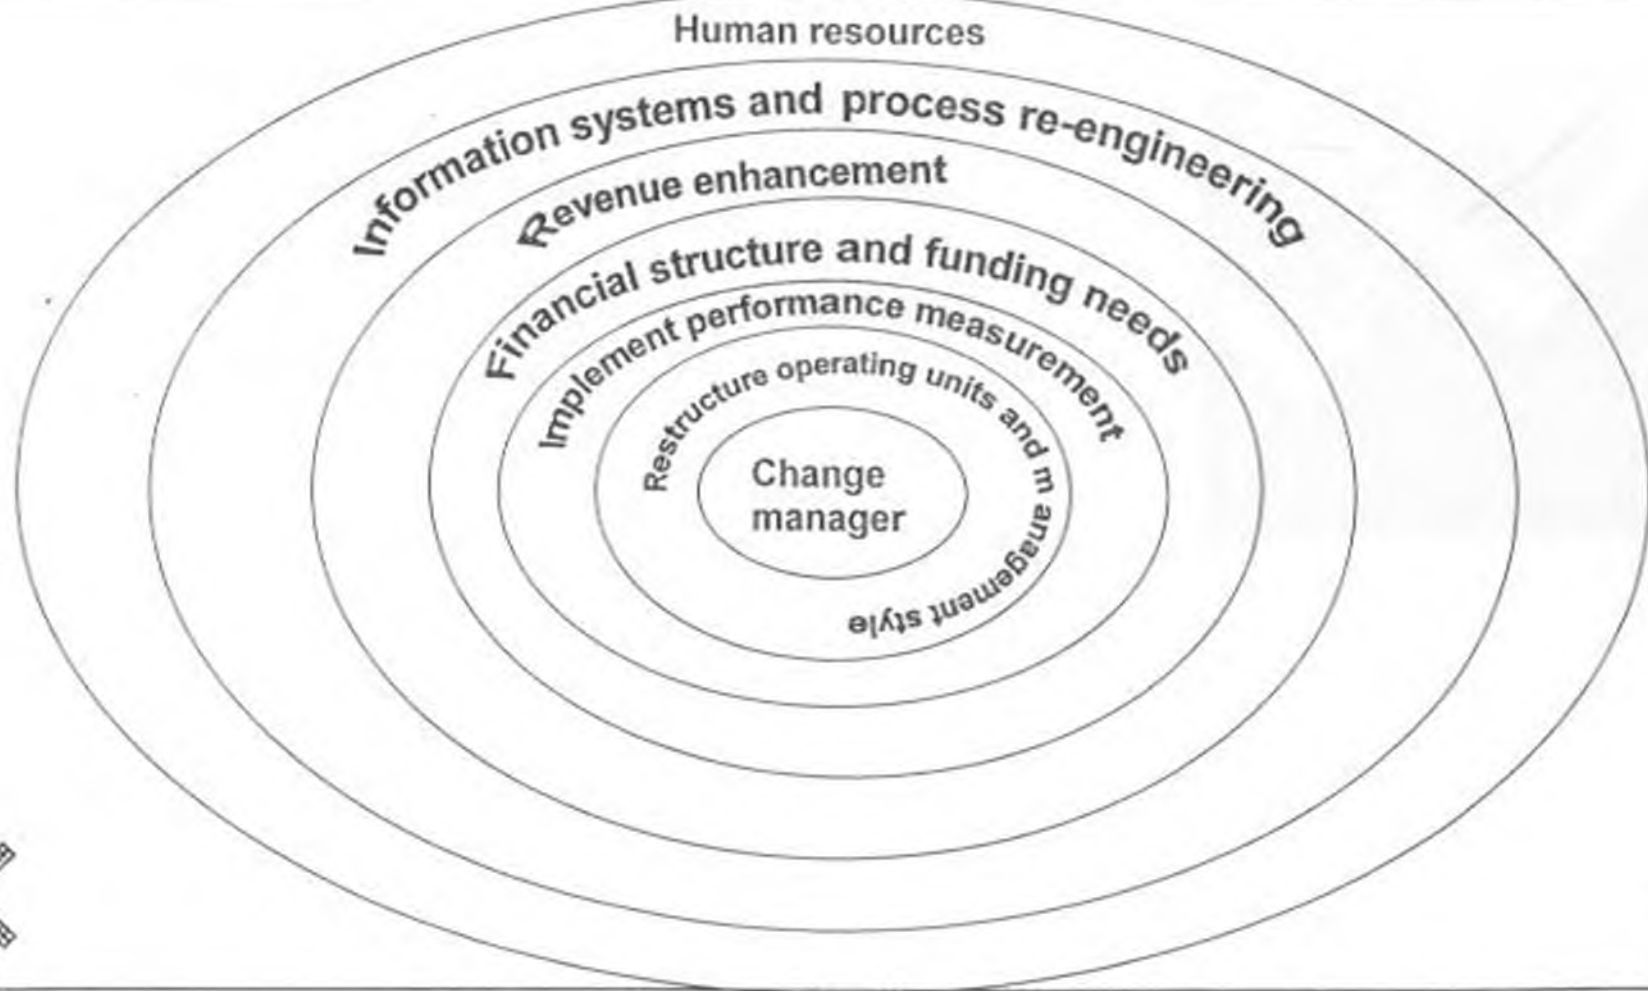 Human resources
Information systems and process re-engineering
Revenue enhancement
Financial structure and funding needs
Implement performance measurement
Restructure operating units and m anagement style
Change
manager